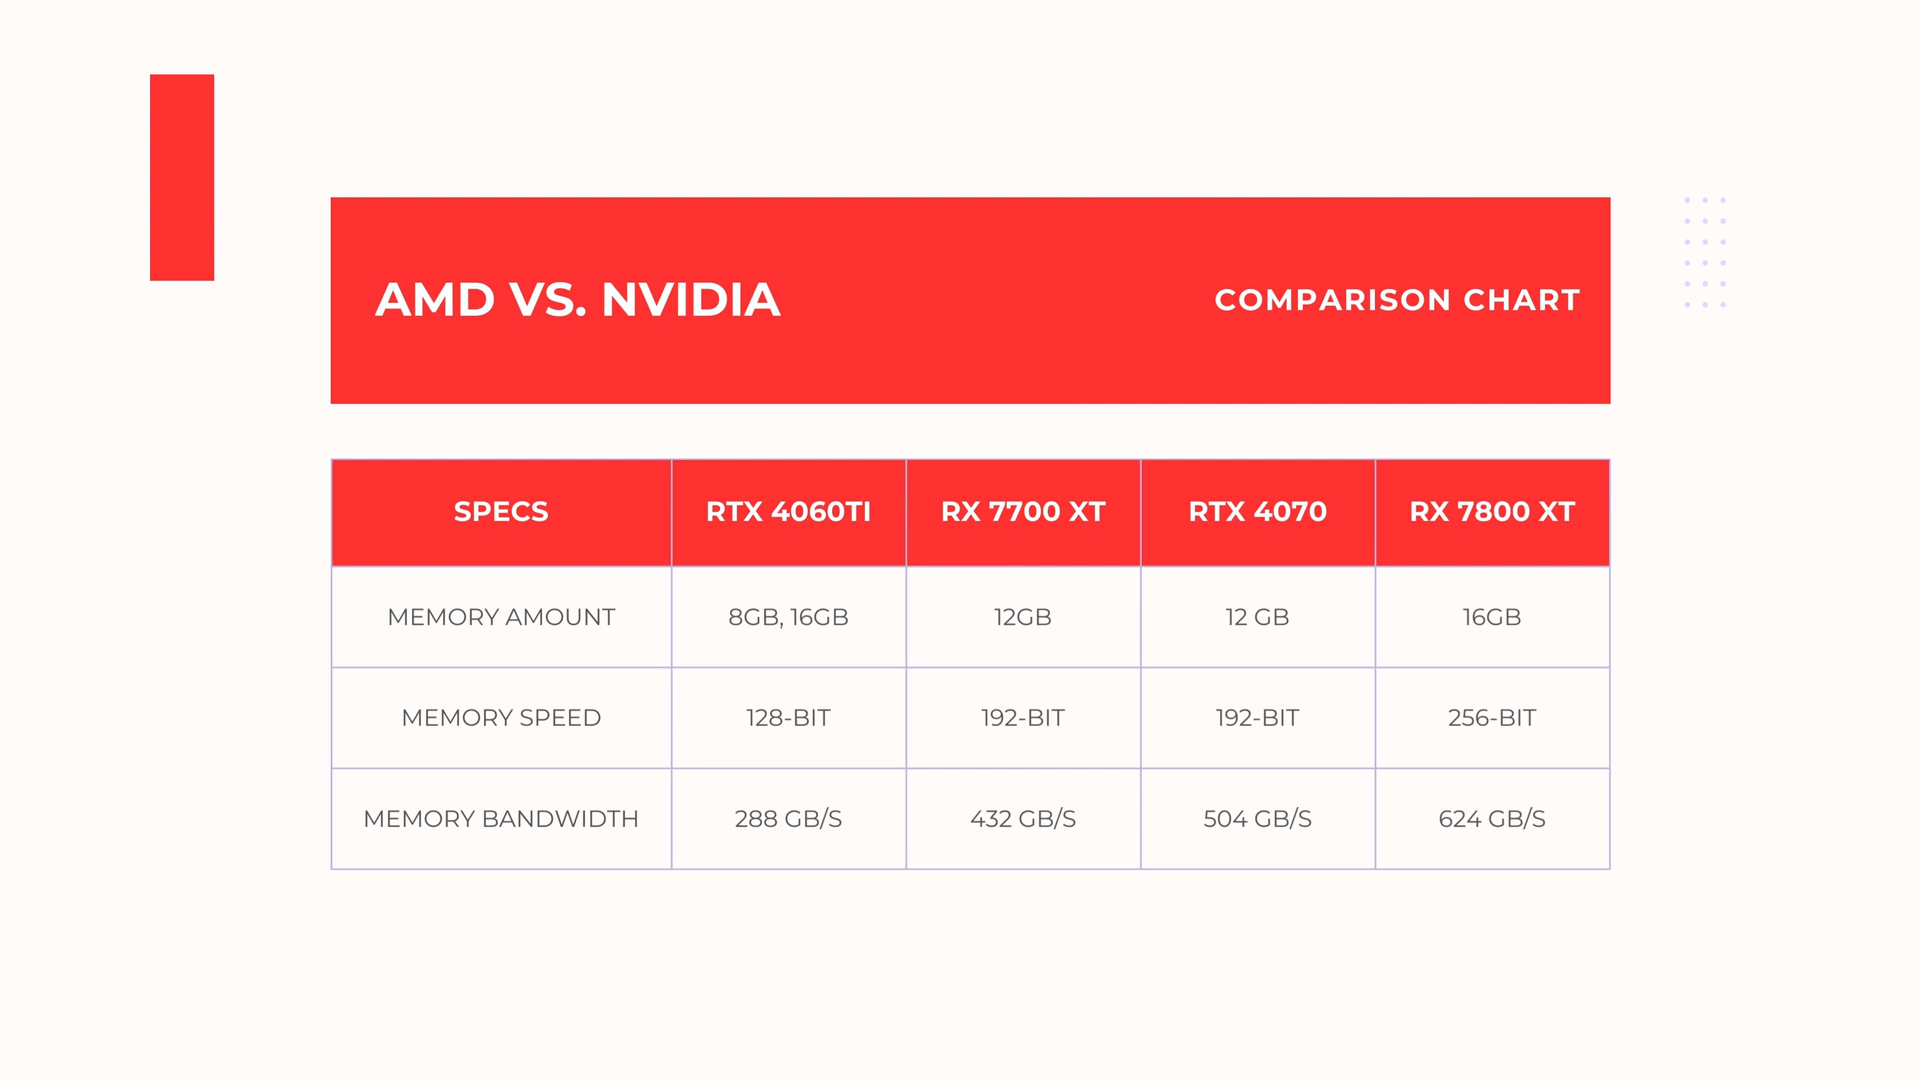 AMD VS. NVIDIA
COMPARISON CHART
SPECS RTX 4060TI RX 7700 XT RTX 4070 RX 7800 XT
MEMORY AMOUNT 8GB, 16GB 12GB 12 GB 16GB
MEMORY SPEED 128-BIT 192-BIT 192-BIT 256-BIT
MEMORY BANDWIDTH 288 GB/S 432 GB/S 504 GB/S 624 GB/S